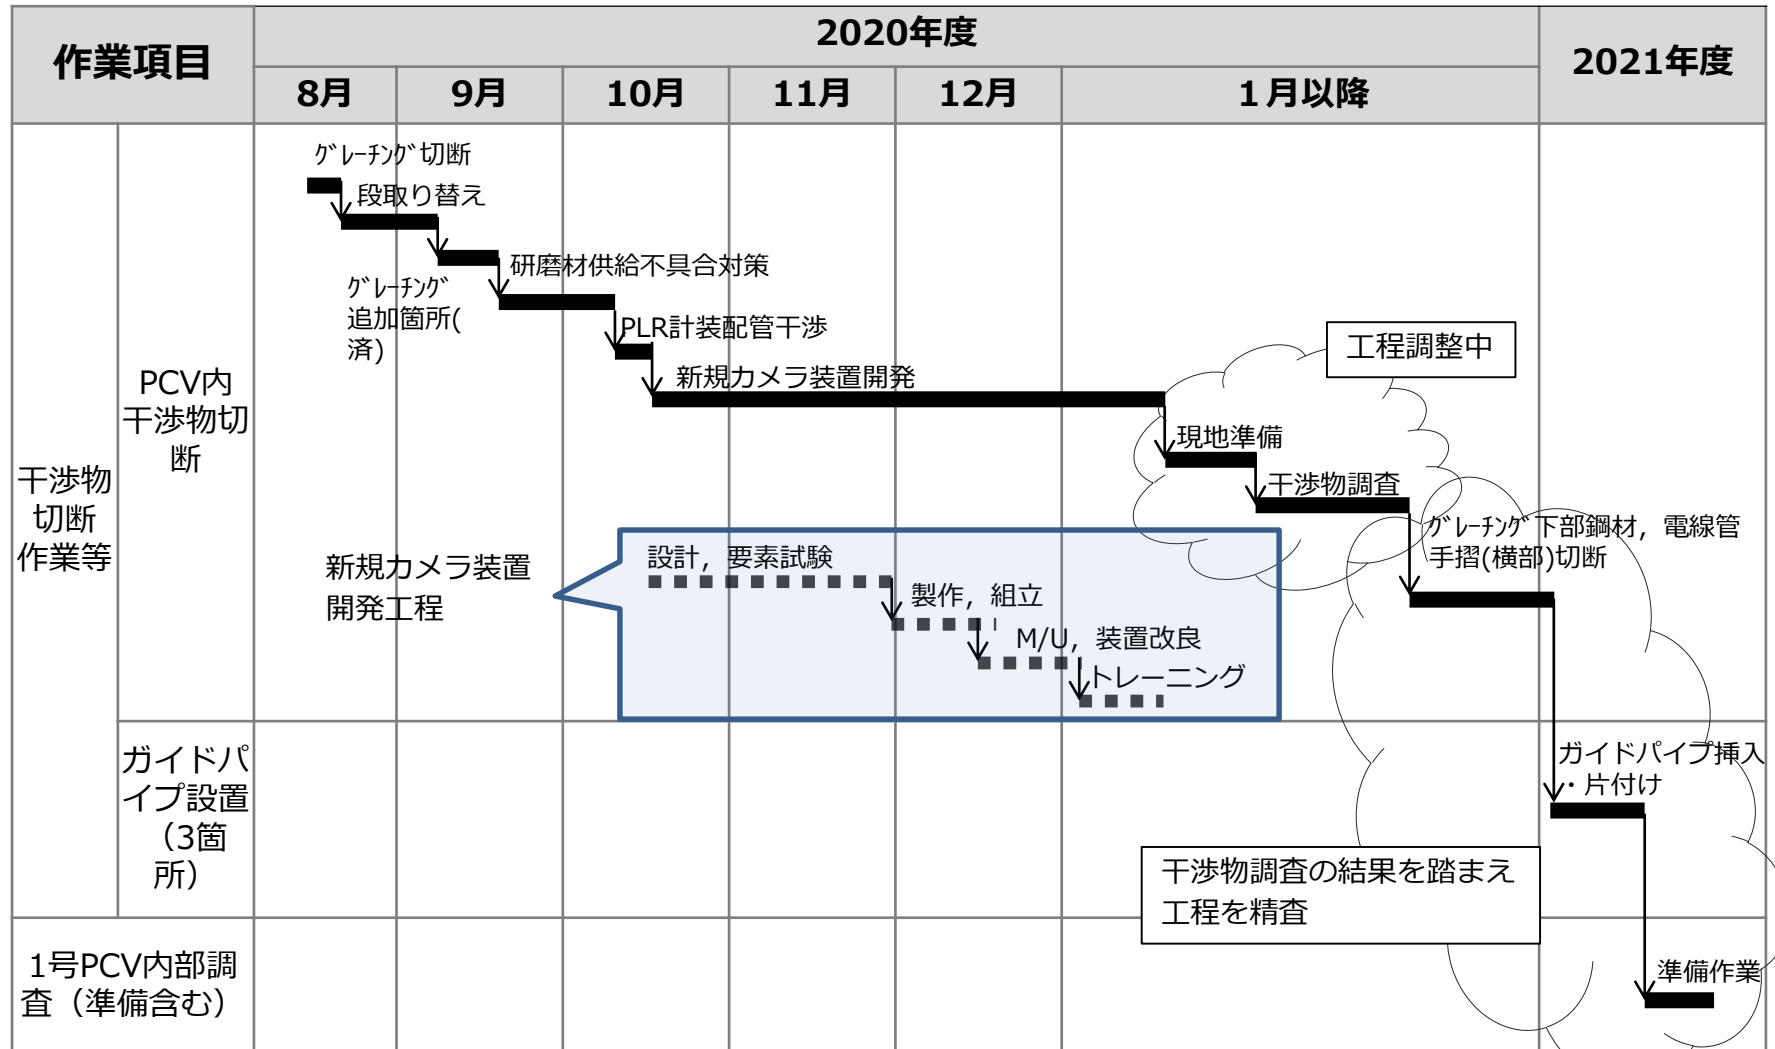 作業項目
2020年度
2021年度
8月
9月
10月
11月
12月
1月以降
干渉物
切断
作業等
PCV内
干渉物切
断
ｸﾞﾚｰﾁﾝｸﾞ切断
段取り替え
ｸﾞﾚｰﾁﾝｸﾞ
追加箇所(
済)
研磨材供給不具合対策
PLR計装配管干渉
新規カメラ装置開発
工程調整中
現地準備
干渉物調査
ｸﾞﾚｰﾁﾝｸﾞ下部鋼材，電線管
手摺(横部)切断
新規カメラ装置
開発工程
設計，要素試験
製作，組立
M/U，装置改良
トレーニング
ガイドパ
イプ設置
（3箇
所）
ガイドパイプ挿入
・片付け
干渉物調査の結果を踏まえ
工程を精査
1号PCV内部調
査（準備含む）
準備作業